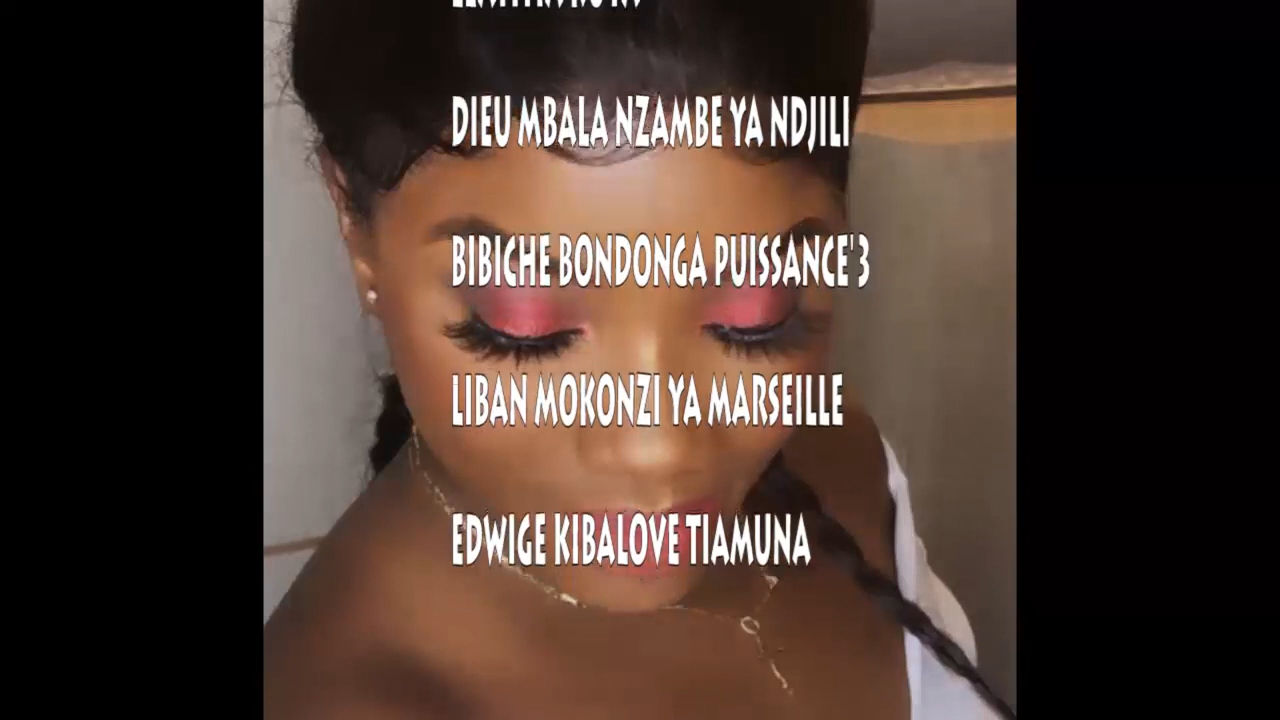 DIEU MBALA NZAMBE YA NDJILI
BIBICHE BONDONGA PUISSANCE'3
LIBAN MOKONZI YA MARSEILLE
EDWIGE KIBALOVE TIAMUNA